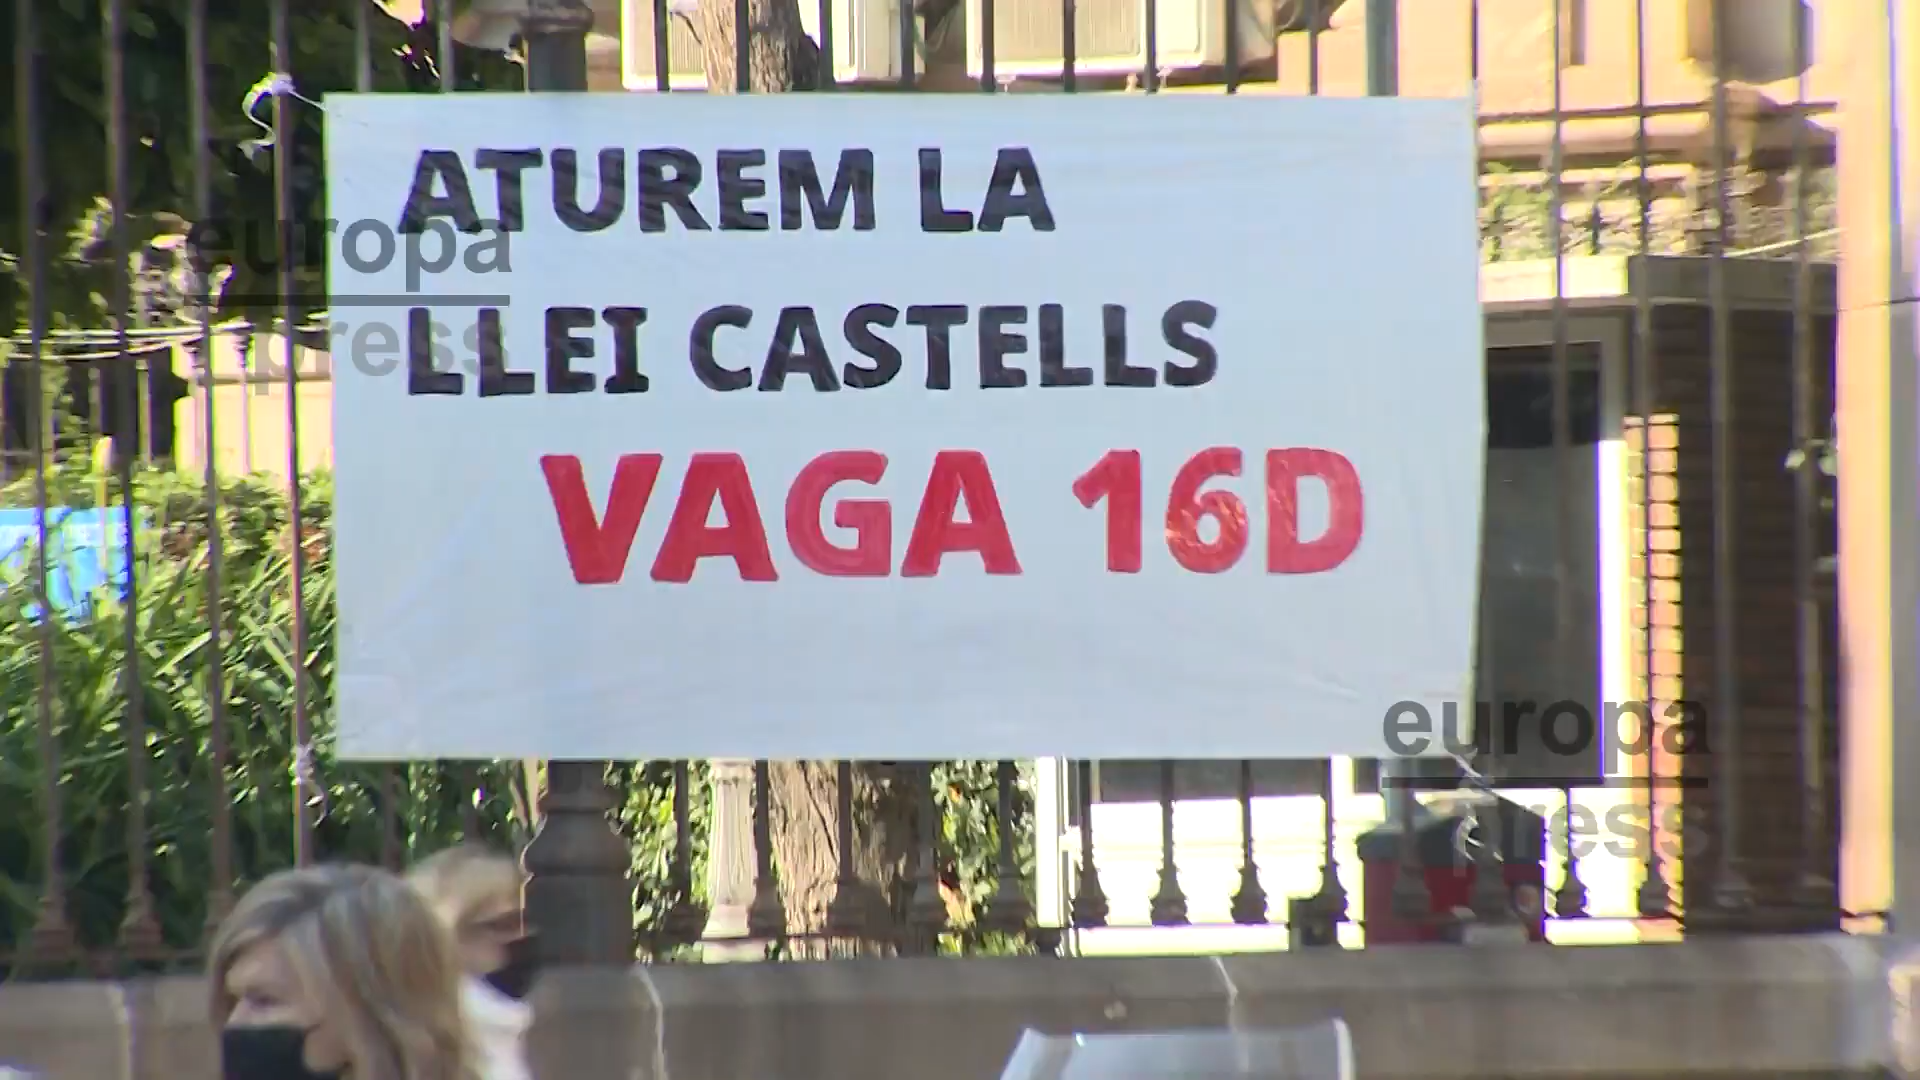 ATUREM LA
europa
press
LLEI CASTELLS
VAGA 16D
europa
press